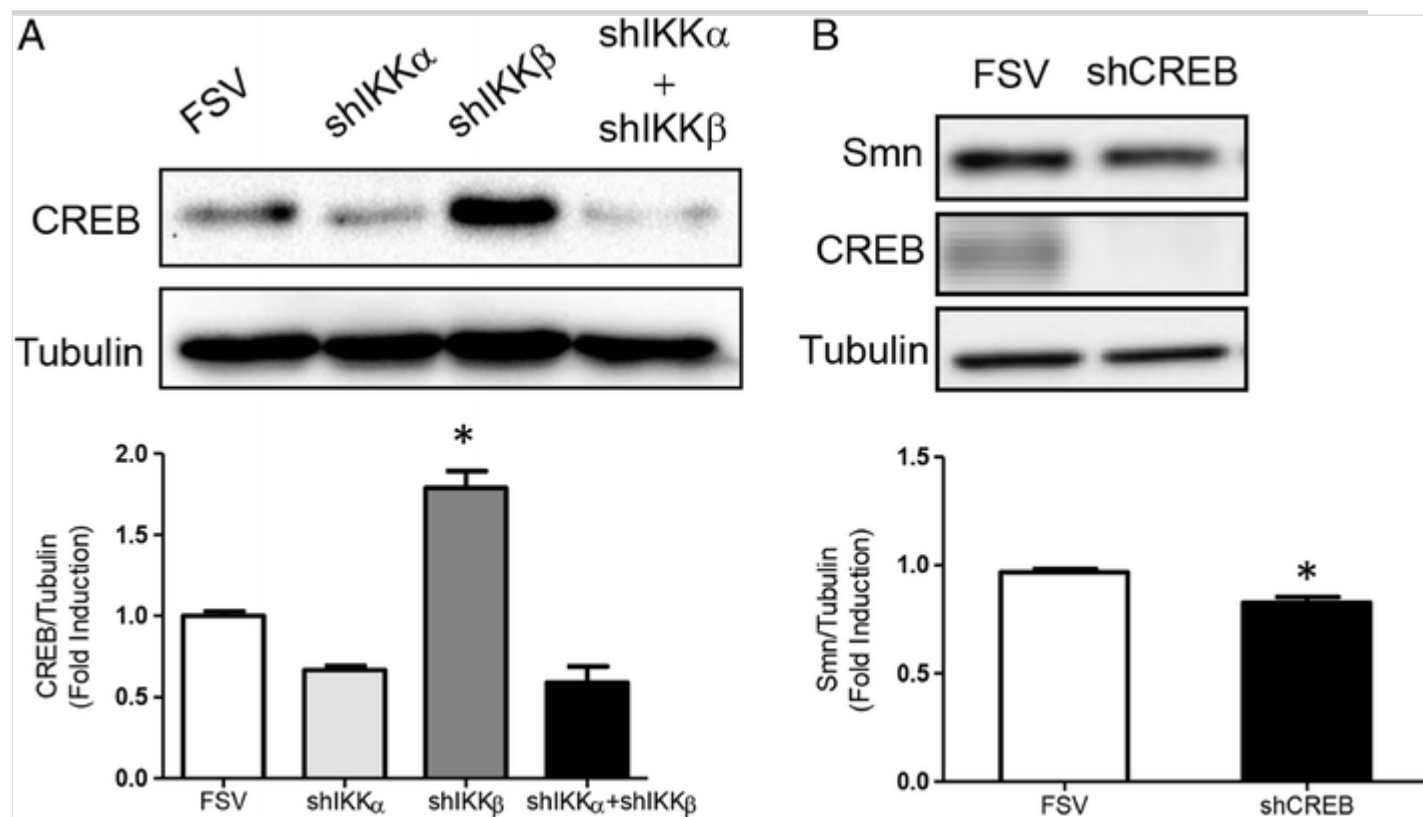 A
FSV
shIKKα
shIKKβ
shIKKα
+
shIKKβ
CREB
Tubulin
*
CREB/Tubulin
(Fold Induction)
2.0
1.5
1.0
0.5
0.0
FSV
shIKKα
shIKKβ
shIKKα+shIKKβ
B
FSV
shCREB
Smn
CREB
Tubulin
*
Smn/Tubulin
(Fold Induction)
1.5
1.0
0.5
0.0
FSV
shCREB